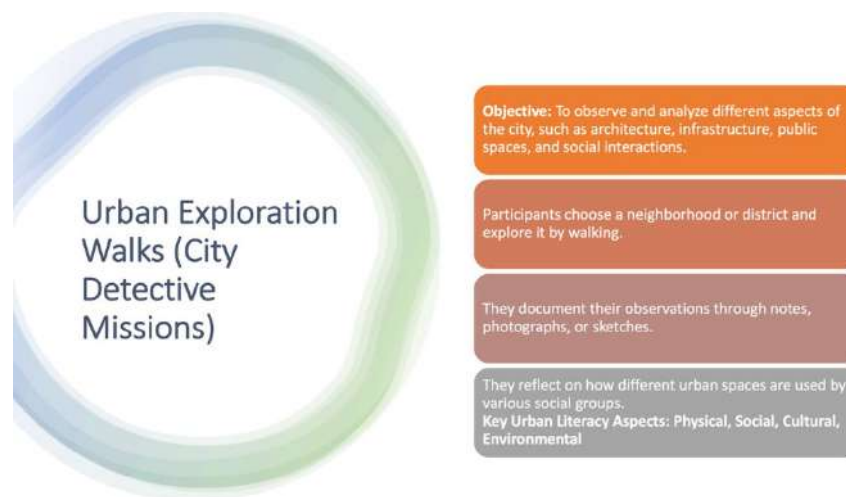 Urban Exploration
Walks (City
Detective
Missions)
Objective: To observe and analyze different aspects of
the city, such as architecture, infrastructure, public
spaces, and social interactions.
Participants choose a neighborhood or district and
explore it by walking.
They document their observations through notes,
photographs, or sketches.
They reflect on how different urban spaces are used by
various social groups.
Key Urban Literacy Aspects: Physical, Social, Cultural,
Environmental